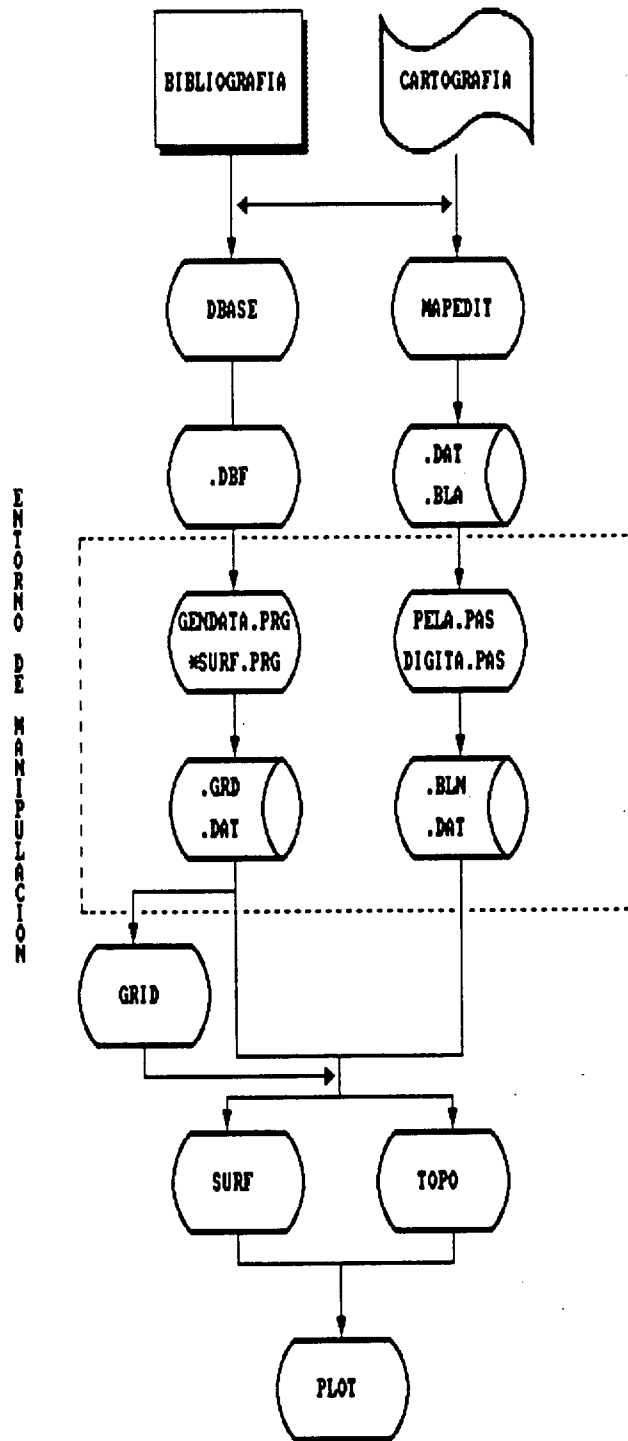 BIBLIOGRAFIA
CARTOGRAFIA
DBASE
MAPEDIT
.DBF
.DAT
.BLA
ENTORNO DE MANIPULACION
GENDATA.PRG
*SURF.PRG
PELA.PAS
DIGITA.PAS
.GRD
.DAT
.BLN
.DAT
GRID
SURF
TOPO
PLOT